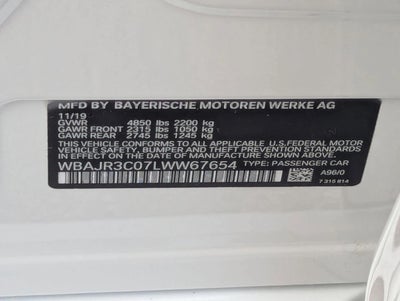 MFD BY BAYERISCHE MOTOREN WERKE AG
11/19
GVWR 4850 lbs 2200 kg
GAWR FRONT 2315 lbs 1050 kg
GAWR REAR 2745 lbs 1245 kg
THIS VEHICLE CONFORMS TO ALL APPLICABLE U.S.FEDERAL MOTOR
VEHICLE SAFETY, BUMPER, AND THEFT PREVENTION STANDARDS
IN EFFECT ON THE DATE OF MANUFACTURE SHOWN ABOVE
WBAJR3C07LWW67654 TYPE: PASSENGER CAR
A96/0
7 316 814